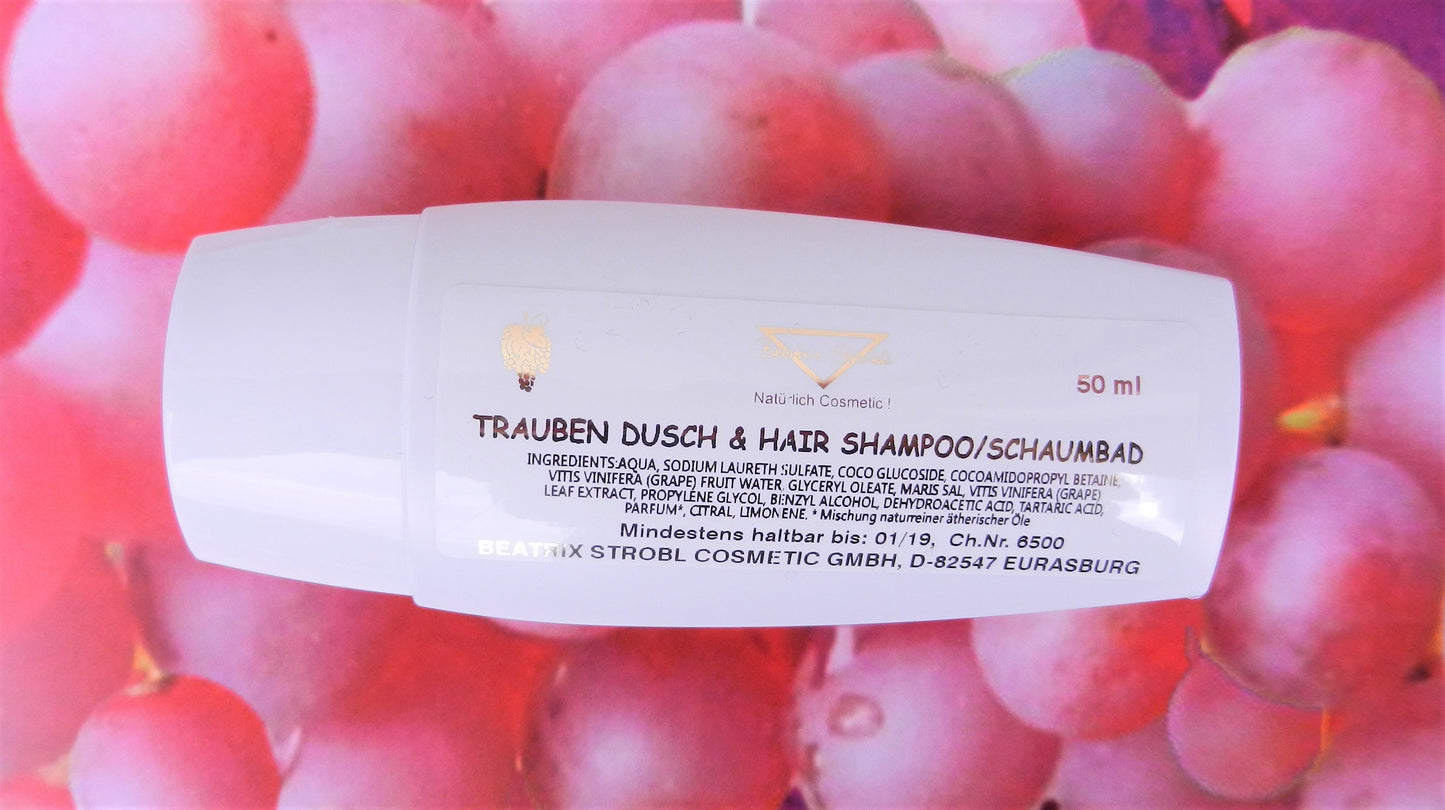 Natürlich Cosmetic !
50 ml
TRAUBEN DUSCH & HAIR SHAMPOO/SCHAUMBAD
INGREDIENTS:AQUA, SODIUM LAURETH SULFATE, COCO GLUCOSIDE, COCOAMIDOPROPYL BETAINE,
VITIS VINIFERA (GRAPE) FRUIT WATER, GLYCERYL OLEATE, MARIS SAL, VITIS VINIFERA (GRAPE)
LEAF EXTRACT, PROPYLENE GLYCOL, BENZYL ALCOHOL, DEHYDROACETIC ACID, TARTARIC ACID,
PARFUM*, CITRAL, LIMONENE. * Mischung naturreiner ätherischer Öle
Mindestens haltbar bis: 01/19, Ch.Nr. 6500
BEATRIX STROBL COSMETIC GMBH, D-82547 EURASBURG